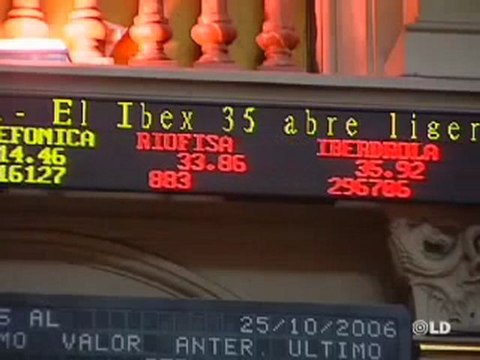 - El Ibex 35 abre liger
EFONICA RIOFISA IBERDROLA
14.46 33.86 35.92
16127 883 296706
S AL 25/10/2006
MO VALOR ANTER. ULTIMO
©LD